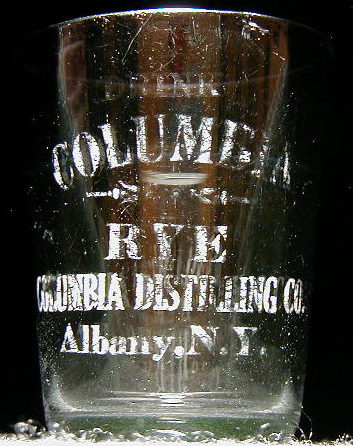 DRINK
COLUMBIA
RYE
COLUMBIA DISTILLING CO.
Albany, N.Y.